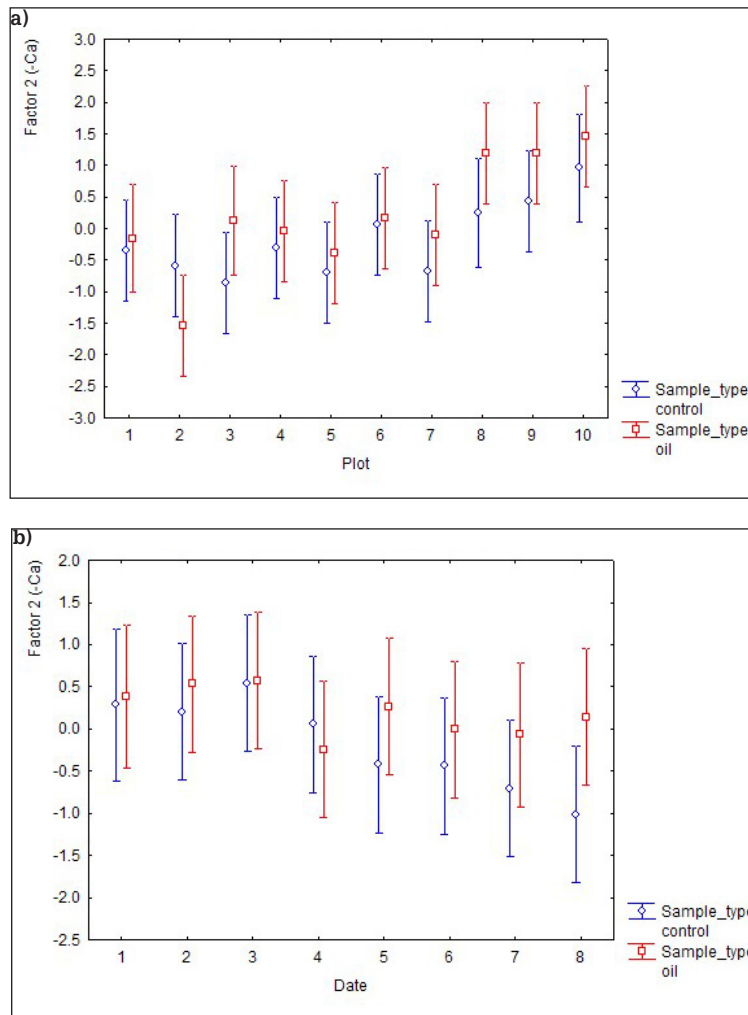 a)
Factor 2 (-Ca)
3.0
2.5
2.0
1.5
1.0
0.5
0.0
-0.5
-1.0
-1.5
-2.0
-2.5
-3.0
1 2 3 4 5 6 7 8 9 10
Plot
Sample_type
control
Sample_type
oil
b)
Factor 2 (-Ca)
2.0
1.5
1.0
0.5
0.0
-0.5
-1.0
-1.5
-2.0
-2.5
1 2 3 4 5 6 7 8
Date
Sample_type
control
Sample_type
oil